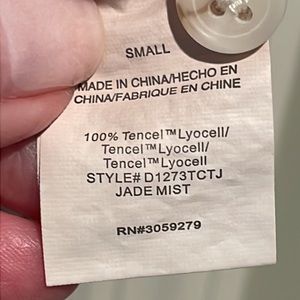 SMALL
MADE IN CHINA/HECHO EN
CHINA/FABRIQUE EN CHINE
100% Tencel™Lyocell/
Tencel™Lyocell/
Tencel™Lyocell
STYLE# D1273TCTJ
JADE MIST
RN#3059279